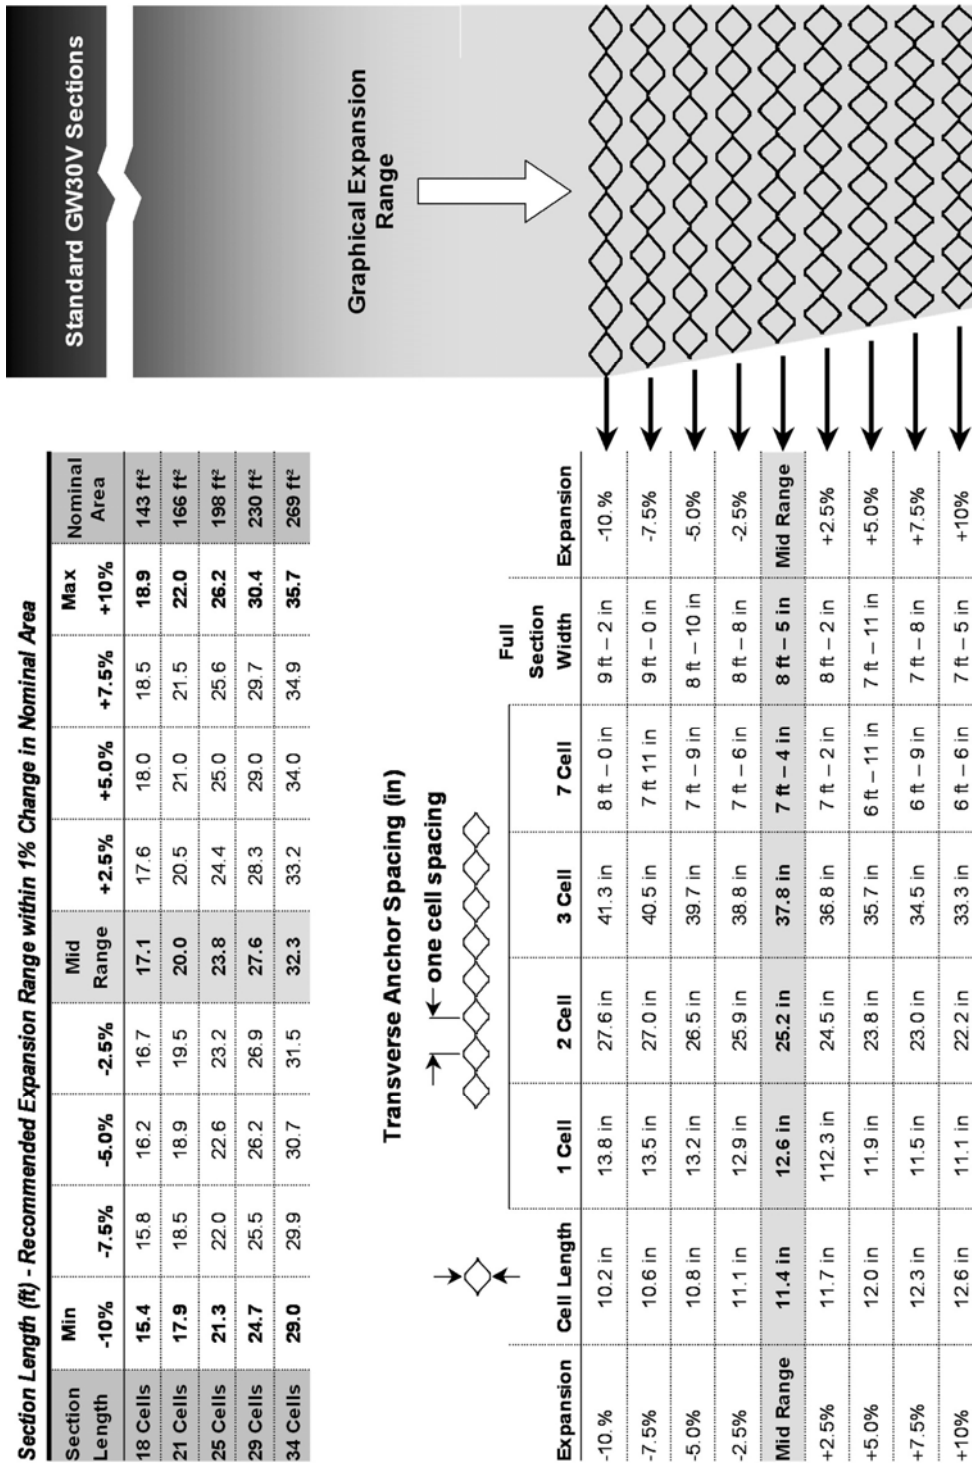 Standard GW30V Sections
Graphical Expansion
Range
Section Length (ft) - Recommended Expansion Range within 1% Change in Nominal Area
Section Length Min -10% -7.5% -5.0% -2.5% Mid Range +2.5% +5.0% +7.5% Max +10% Nominal Area
18 Cells 15.4 15.8 16.2 16.7 17.1 17.6 18.0 18.5 18.9 143 ft²
21 Cells 17.9 18.5 18.9 19.5 20.0 20.5 21.0 21.5 22.0 166 ft²
25 Cells 21.3 22.0 22.6 23.2 23.8 24.4 25.0 25.6 26.2 198 ft²
29 Cells 24.7 25.5 26.2 26.9 27.6 28.3 29.0 29.7 30.4 230 ft²
34 Cells 29.0 29.9 30.7 31.5 32.3 33.2 34.0 34.9 35.7 269 ft²
Transverse Anchor Spacing (in)
one cell spacing
Expansion Cell Length 1 Cell 2 Cell 3 Cell 7 Cell Full Section Width Expansion
-10.% 10.2 in 13.8 in 27.6 in 41.3 in 8 ft – 0 in 9 ft – 2 in -10.%
-7.5% 10.6 in 13.5 in 27.0 in 40.5 in 7 ft 11 in 9 ft – 0 in -7.5%
-5.0% 10.8 in 13.2 in 26.5 in 39.7 in 7 ft – 9 in 8 ft – 10 in -5.0%
-2.5% 11.1 in 12.9 in 25.9 in 38.8 in 7 ft – 6 in 8 ft – 8 in -2.5%
Mid Range 11.4 in 12.6 in 25.2 in 37.8 in 7 ft – 4 in 8 ft – 5 in Mid Range
+2.5% 11.7 in 112.3 in 24.5 in 36.8 in 7 ft – 2 in 8 ft – 2 in +2.5%
+5.0% 12.0 in 11.9 in 23.8 in 35.7 in 6 ft – 11 in 7 ft – 11 in +5.0%
+7.5% 12.3 in 11.5 in 23.0 in 34.5 in 6 ft – 9 in 7 ft – 8 in +7.5%
+10% 12.6 in 11.1 in 22.2 in 33.3 in 6 ft – 6 in 7 ft – 5 in +10%